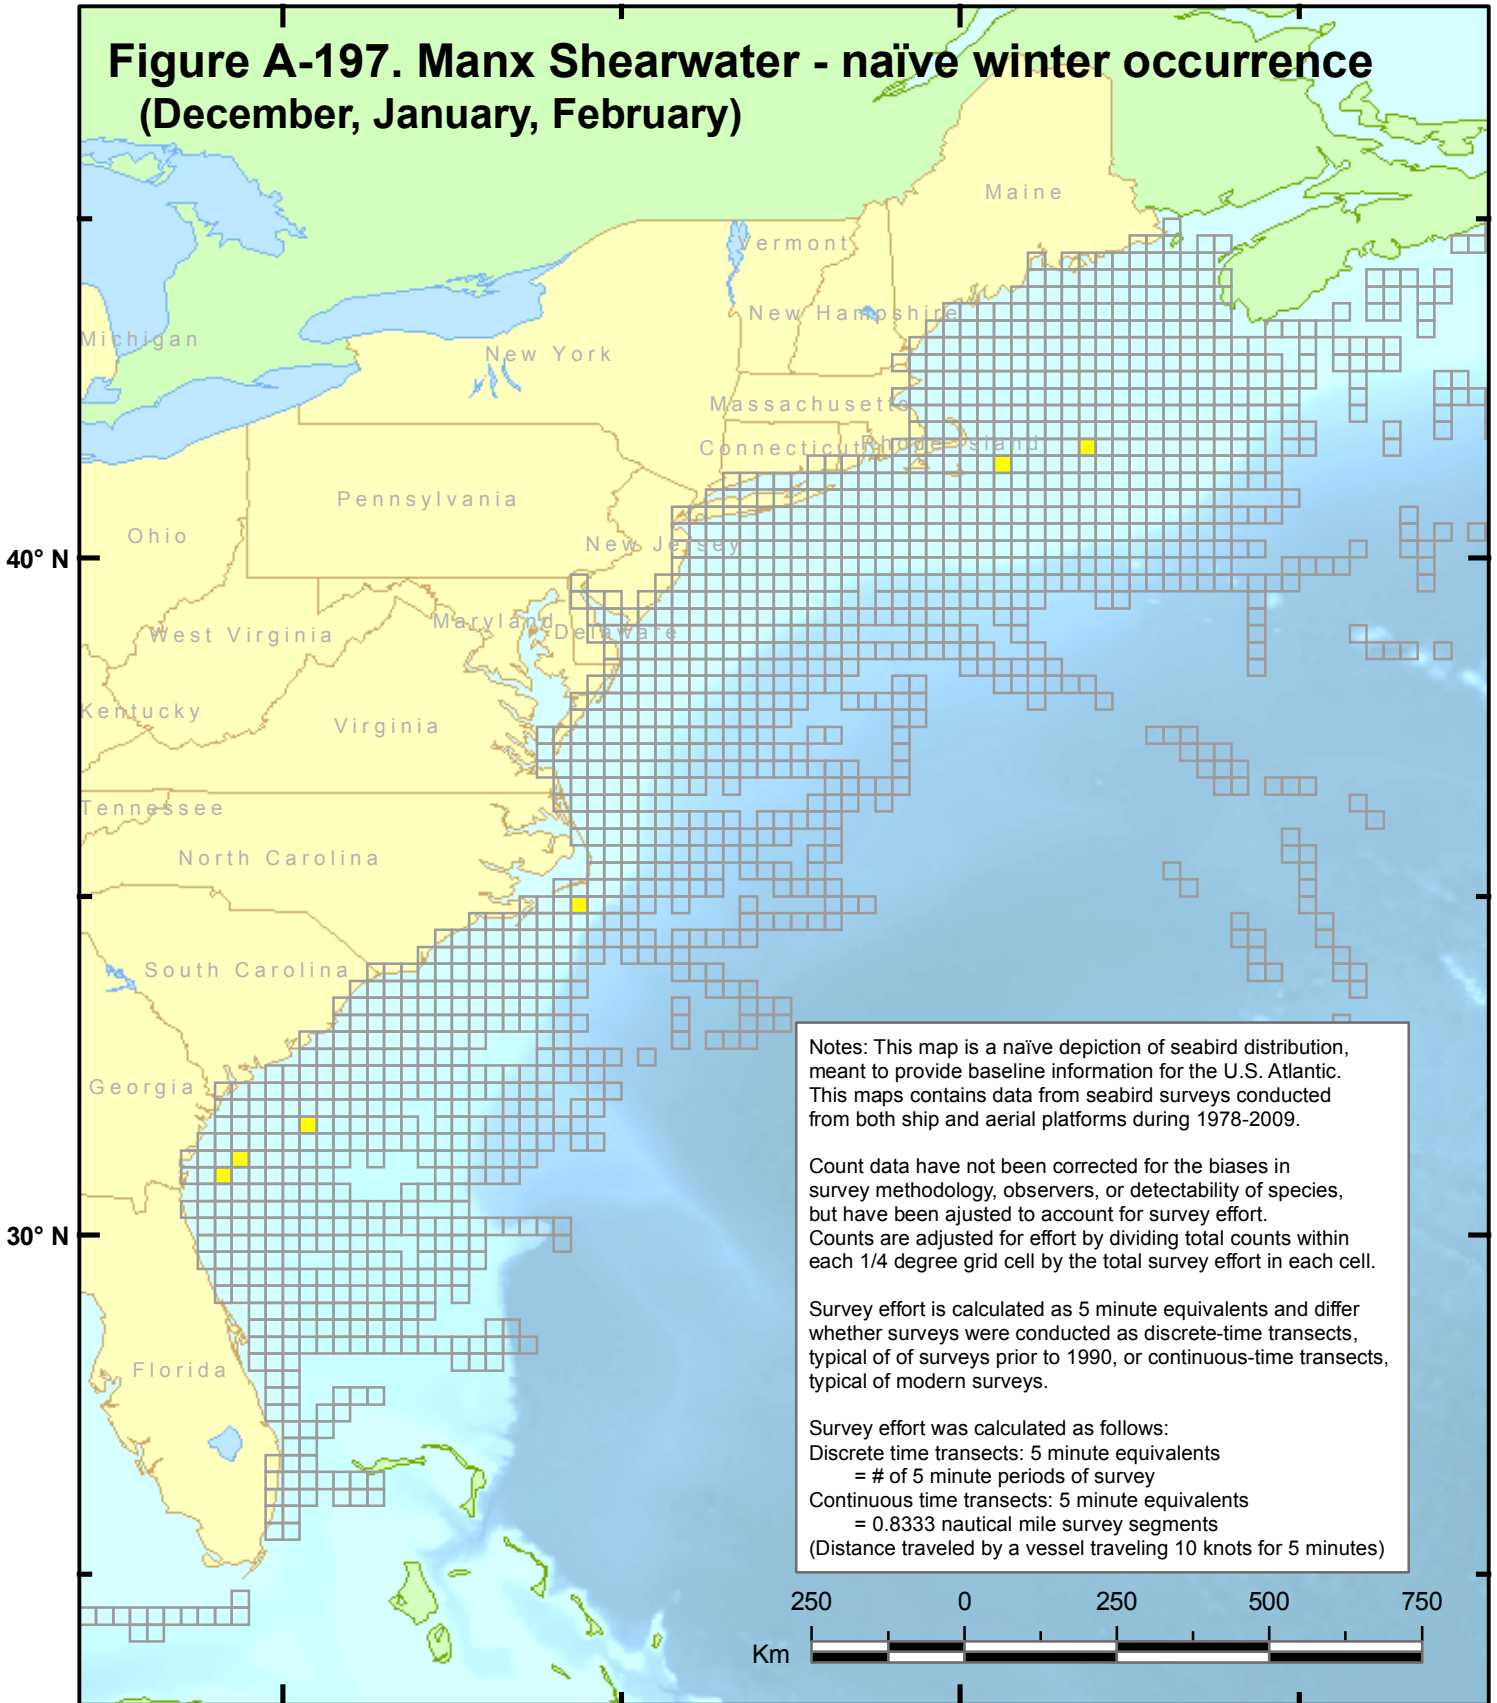 Figure A-197. Manx Shearwater - naïve winter occurrence
(December, January, February)
Maine
Vermont
New Hampshire
Michigan
New York
Massachusetts
Connecticut
Rhode Island
Pennsylvania
Ohio
New Jersey
40° N
West Virginia
Maryland
Delaware
Kentucky
Virginia
Tennessee
North Carolina
South Carolina
Georgia
30° N
Florida
Notes: This map is a naïve depiction of seabird distribution,
meant to provide baseline information for the U.S. Atlantic.
This maps contains data from seabird surveys conducted
from both ship and aerial platforms during 1978-2009.
Count data have not been corrected for the biases in
survey methodology, observers, or detectability of species,
but have been ajusted to account for survey effort.
Counts are adjusted for effort by dividing total counts within
each 1/4 degree grid cell by the total survey effort in each cell.
Survey effort is calculated as 5 minute equivalents and differ
whether surveys were conducted as discrete-time transects,
typical of of surveys prior to 1990, or continuous-time transects,
typical of modern surveys.
Survey effort was calculated as follows:
Discrete time transects: 5 minute equivalents
= # of 5 minute periods of survey
Continuous time transects: 5 minute equivalents
= 0.8333 nautical mile survey segments
(Distance traveled by a vessel traveling 10 knots for 5 minutes)
250 0 250 500 750
Km